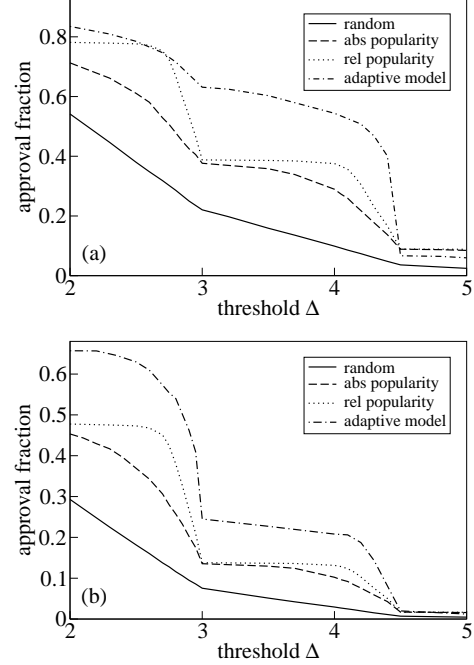 0.8
0.6
0.4
0.2
0
approval fraction
random
abs popularity
rel popularity
adaptive model
(a)
2 3 4 5
threshold Δ
0.6
0.5
0.4
0.3
0.2
0.1
0
approval fraction
random
abs popularity
rel popularity
adaptive model
(b)
2 3 4 5
threshold Δ